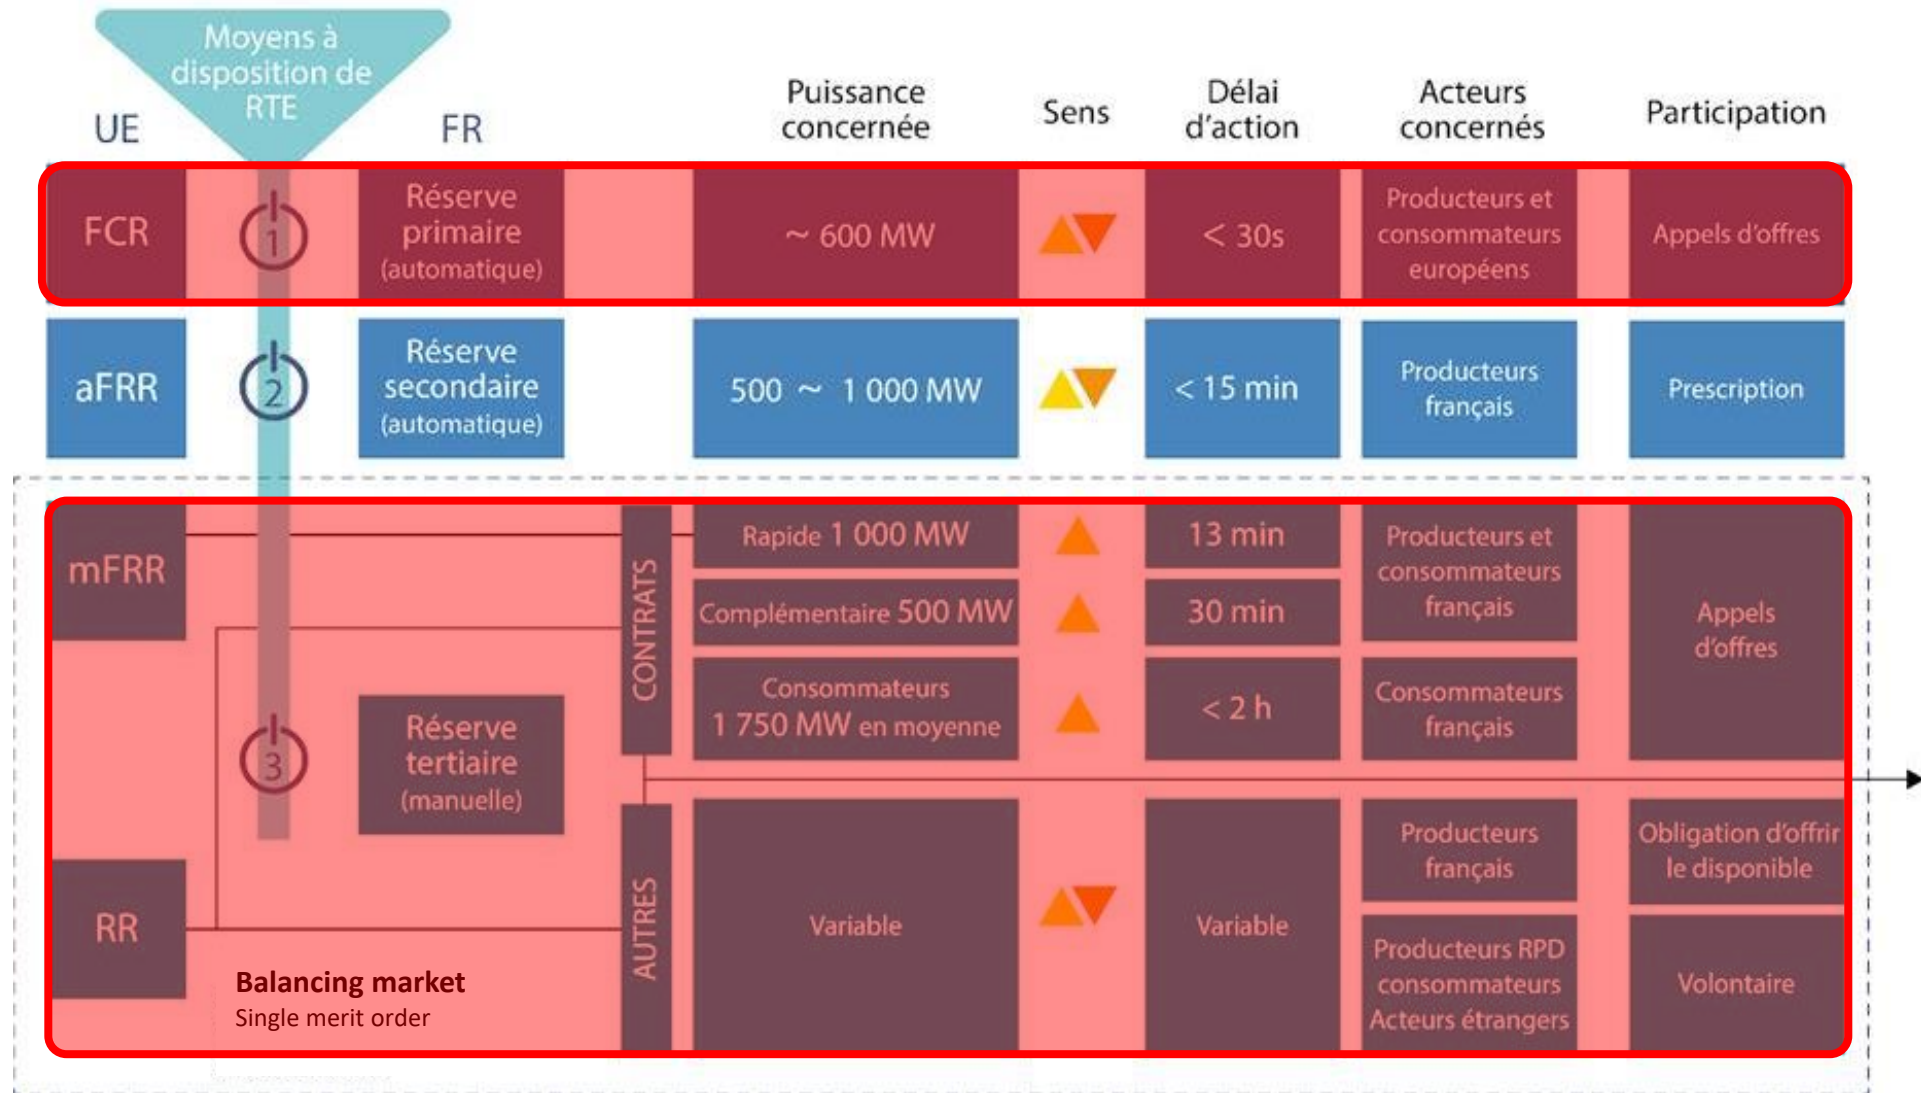 Moyens à
disposition de
RTE
UE
FR
Puissance
concernée
Sens
Délai
d'action
Acteurs
concernés
Participation
FCR
1
Réserve
primaire
(automatique)
~ 600 MW
< 30s
Producteurs et
consommateurs
européens
Appels d'offres
aFRR
2
Réserve
secondaire
(automatique)
500 ~ 1 000 MW
< 15 min
Producteurs
français
Prescription
mFRR
CONTRATS
Rapide 1 000 MW
13 min
Producteurs et
consommateurs
français
Appels
d'offres
Complémentaire 500 MW
30 min
Consommateurs
1 750 MW en moyenne
< 2 h
Consommateurs
français
3
Réserve
tertiaire
(manuelle)
RR
AUTRES
Variable
Variable
Producteurs
français
Obligation d'offrir
le disponible
Producteurs RPD
consommateurs
Acteurs étrangers
Volontaire
Balancing market
Single merit order